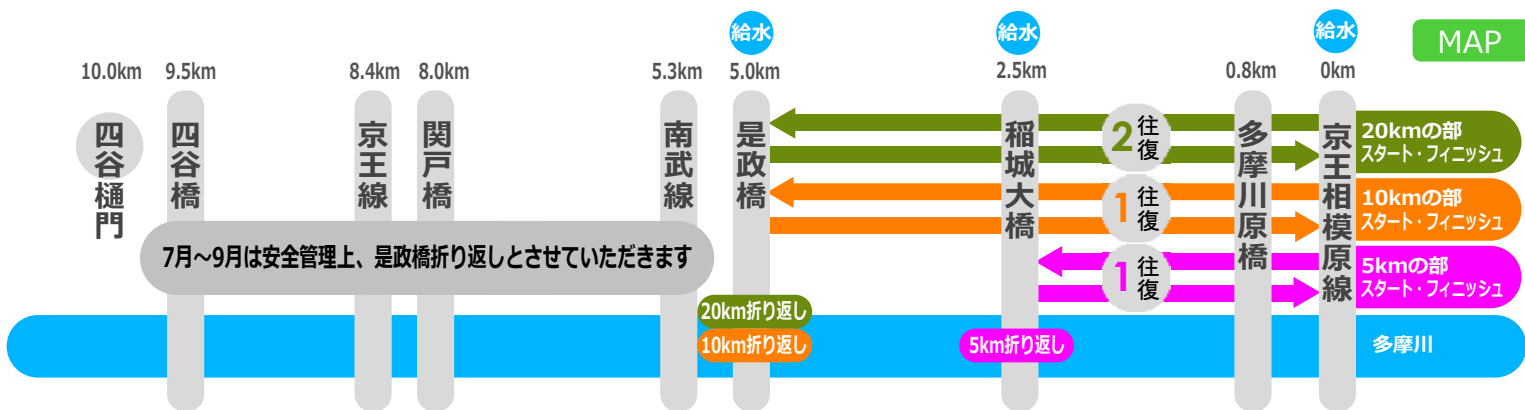 給水
給水
給水
MAP
10.0km
9.5km
8.4km
8.0km
5.3km
5.0km
2.5km
0.8km
0km
四谷樋門
四谷橋
京王線
関戸橋
南武線
是政橋
稲城大橋
多摩川原橋
京王相模原線
2往復
20kmの部
スタート・フィニッシュ
1往復
10kmの部
スタート・フィニッシュ
1往復
5kmの部
スタート・フィニッシュ
7月～9月は安全管理上、是政橋折り返しとさせていただきます
20km折り返し
10km折り返し
5km折り返し
多摩川